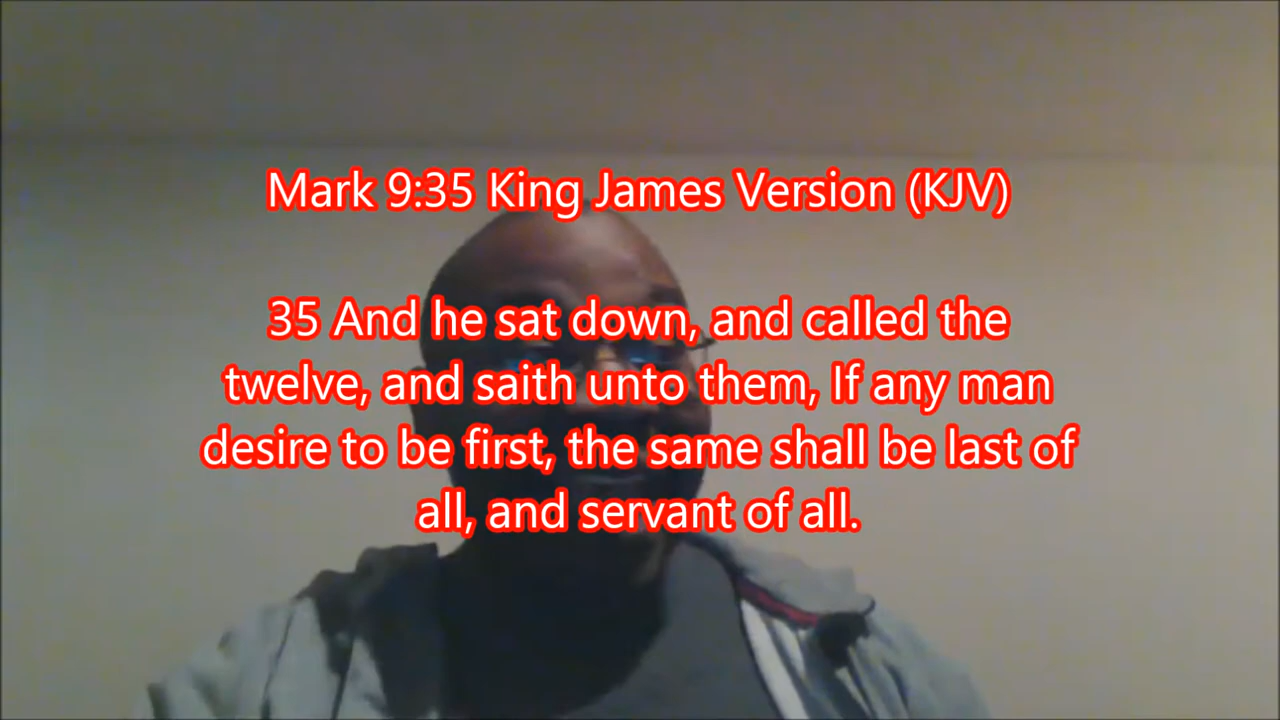 Mark 9:35 King James Version (KJV)
35 And he sat down, and called the
twelve, and saith unto them, If any man
desire to be first, the same shall be last of
all, and servant of all.